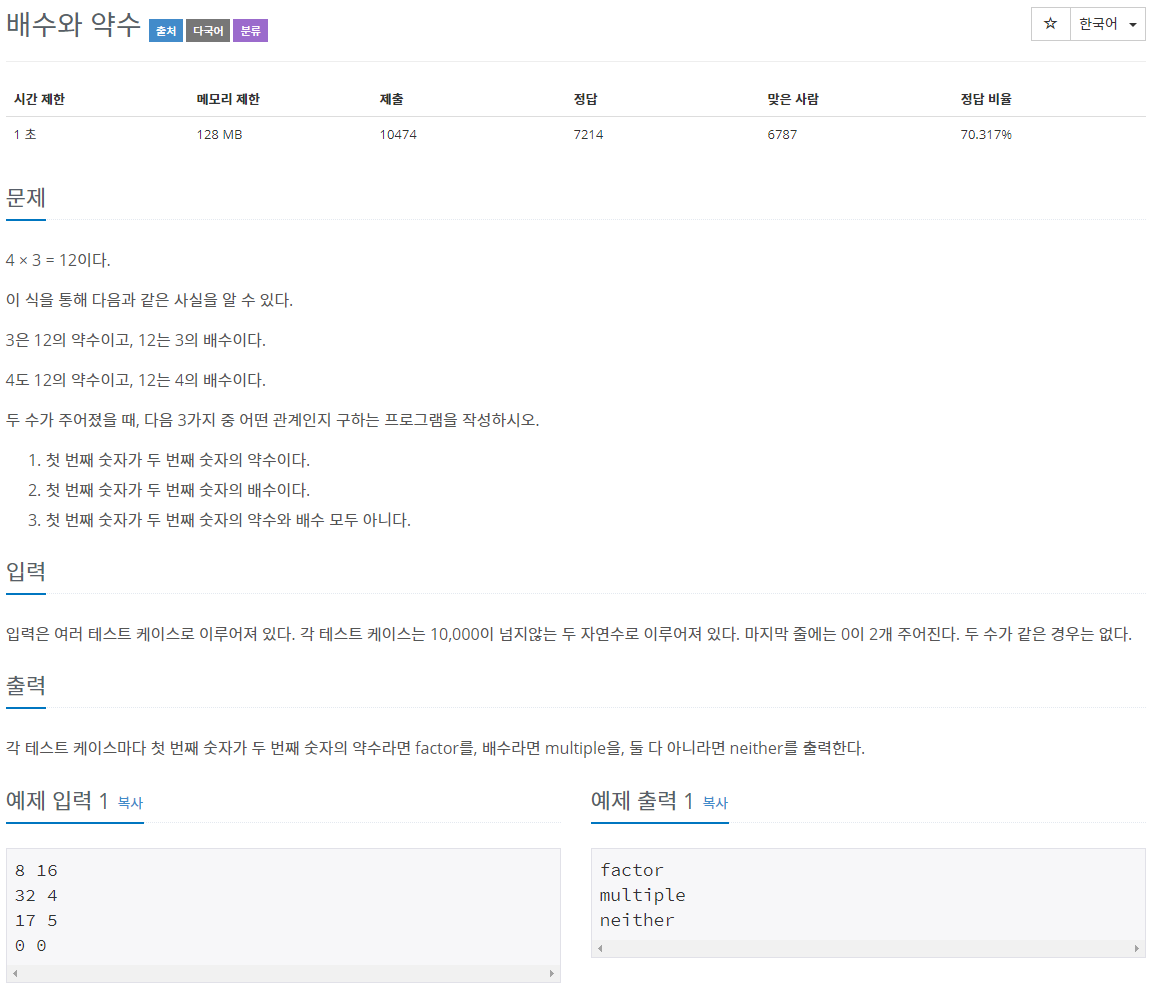 배수와 약수 출처 다국어 분류 ☆ 한국어
시간 제한 메모리 제한 제출 정답 맞은 사람 정답 비율
1 초 128 MB 10474 7214 6787 70.317%
문제
4 × 3 = 12이다.
이 식을 통해 다음과 같은 사실을 알 수 있다.
3은 12의 약수이고, 12는 3의 배수이다.
4도 12의 약수이고, 12는 4의 배수이다.
두 수가 주어졌을 때, 다음 3가지 중 어떤 관계인지 구하는 프로그램을 작성하시오.
1. 첫 번째 숫자가 두 번째 숫자의 약수이다.
2. 첫 번째 숫자가 두 번째 숫자의 배수이다.
3. 첫 번째 숫자가 두 번째 숫자의 약수와 배수 모두 아니다.
입력
입력은 여러 테스트 케이스로 이루어져 있다. 각 테스트 케이스는 10,000이 넘지않는 두 자연수로 이루어져 있다. 마지막 줄에는 0이 2개 주어진다. 두 수가 같은 경우는 없다.
출력
각 테스트 케이스마다 첫 번째 숫자가 두 번째 숫자의 약수라면 factor를, 배수라면 multiple을, 둘 다 아니라면 neither를 출력한다.
예제 입력 1 복사
8 16
32 4
17 5
0 0
예제 출력 1 복사
factor
multiple
neither